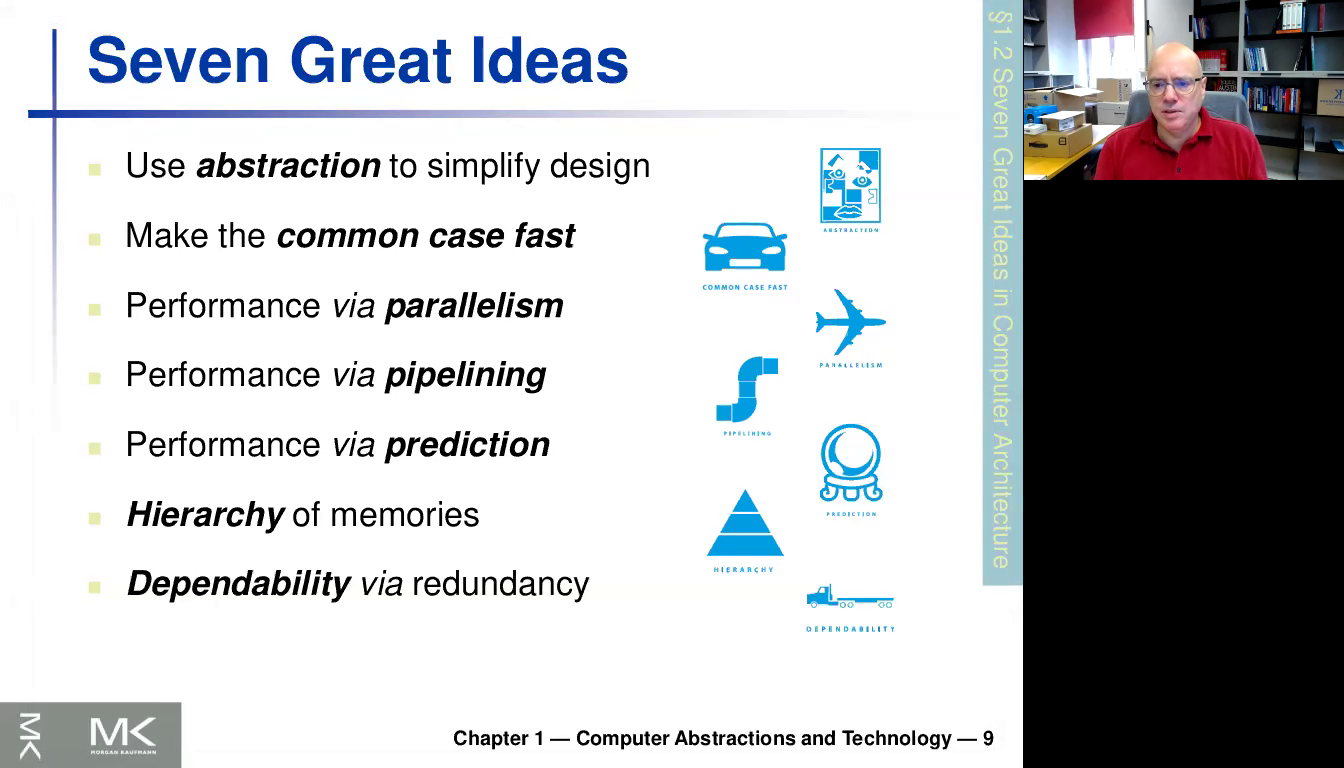 Seven Great Ideas
Use abstraction to simplify design
Make the common case fast
Performance via parallelism
Performance via pipelining
Performance via prediction
Hierarchy of memories
Dependability via redundancy
ABSTRACTION
COMMON CASE FAST
PARALLELISM
PIPELINING
PREDICTION
HIERARCHY
DEPENDABILITY
§1.2 Seven Great Ideas in Computer Architecture
MK
MK
MORGAN KAUFMANN
Chapter 1 — Computer Abstractions and Technology — 9